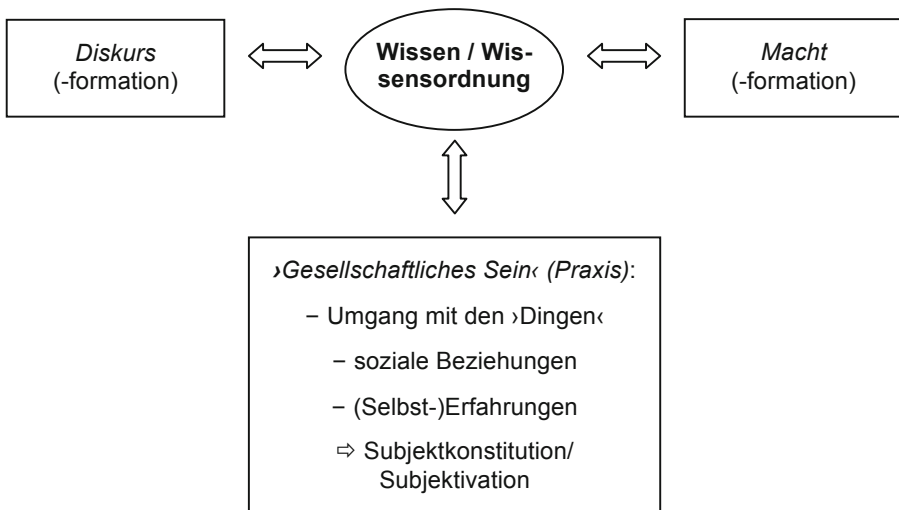 Diskurs
(-formation)
Wissen / Wis-
sensordnung
Macht
(-formation)
›Gesellschaftliches Sein‹ (Praxis):
– Umgang mit den ›Dingen‹
– soziale Beziehungen
– (Selbst-)Erfahrungen
⇨ Subjektkonstitution/
Subjektivation